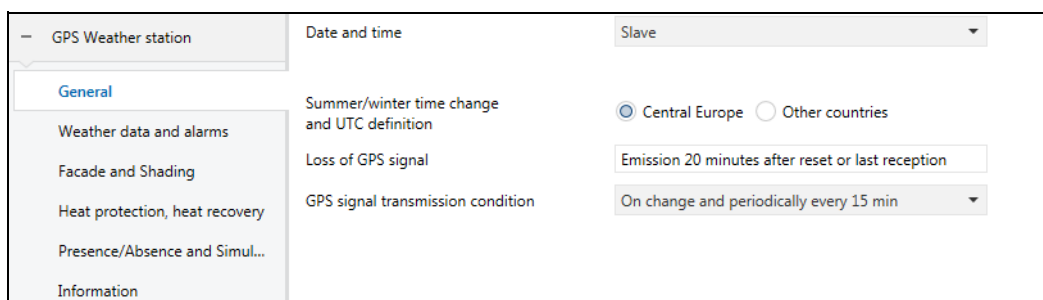 GPS Weather station
General
Weather data and alarms
Facade and Shading
Heat protection, heat recovery
Presence/Absence and Simul...
Information
Date and time
Slave
Summer/winter time change
and UTC definition
Central Europe Other countries
Loss of GPS signal
Emission 20 minutes after reset or last reception
GPS signal transmission condition
On change and periodically every 15 min